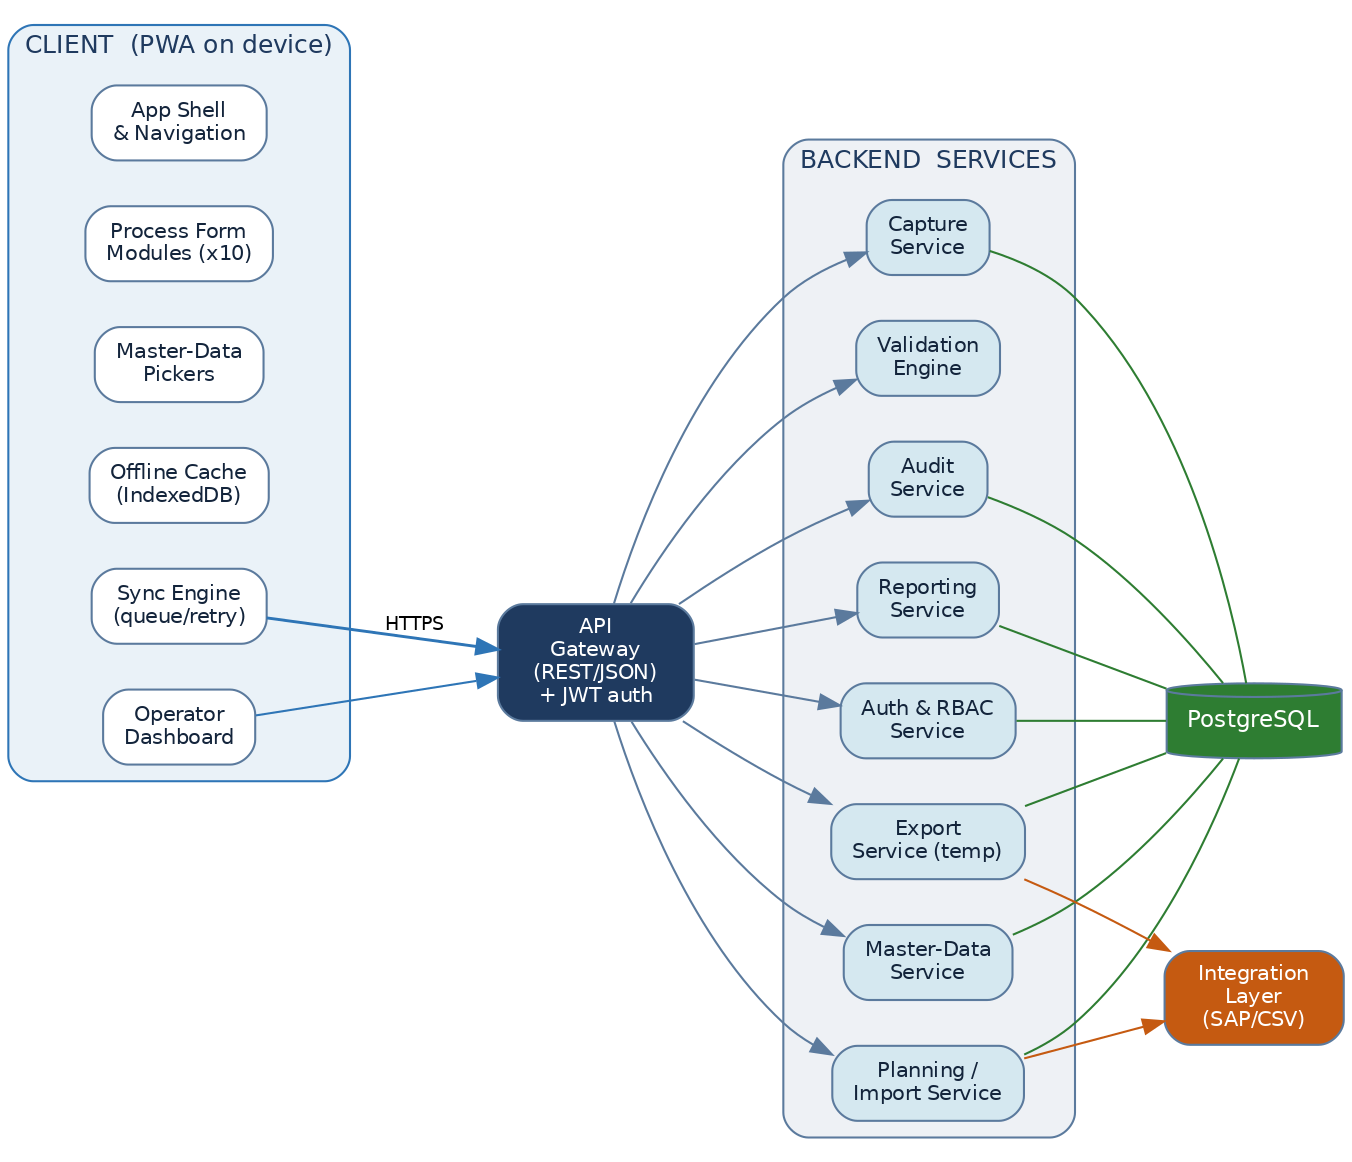 CLIENT  (PWA on device)
App Shell
& Navigation
Process Form
Modules (x10)
Master-Data
Pickers
Offline Cache
(IndexedDB)
Sync Engine
(queue/retry)
Operator
Dashboard
HTTPS
API
Gateway
(REST/JSON)
+ JWT auth
BACKEND  SERVICES
Capture
Service
Validation
Engine
Audit
Service
Reporting
Service
Auth & RBAC
Service
Export
Service (temp)
Master-Data
Service
Planning /
Import Service
PostgreSQL
Integration
Layer
(SAP/CSV)